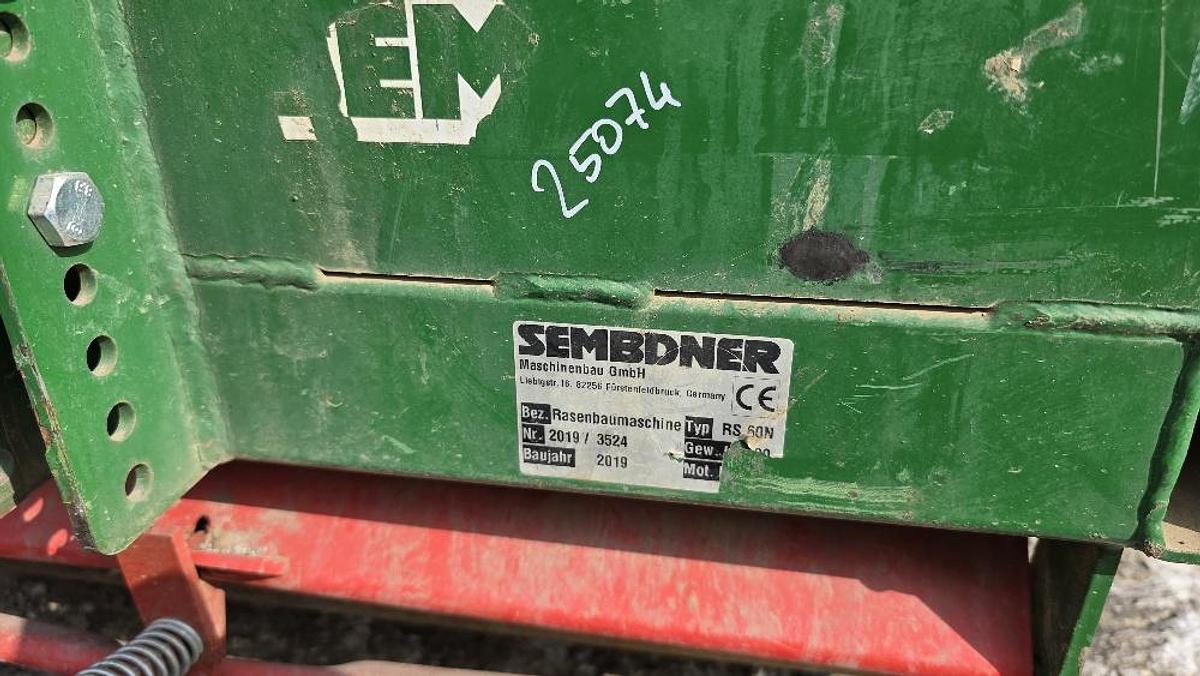 EM
25074
SEMBDNER
Maschinenbau GmbH
Liebigstr. 16, 82256 Fürstenfeldbruck, Germany
CE
Bez. Rasenbaumaschine Typ RS 60N
Nr. 2019 / 3524 Gew.
Baujahr 2019 Mot.